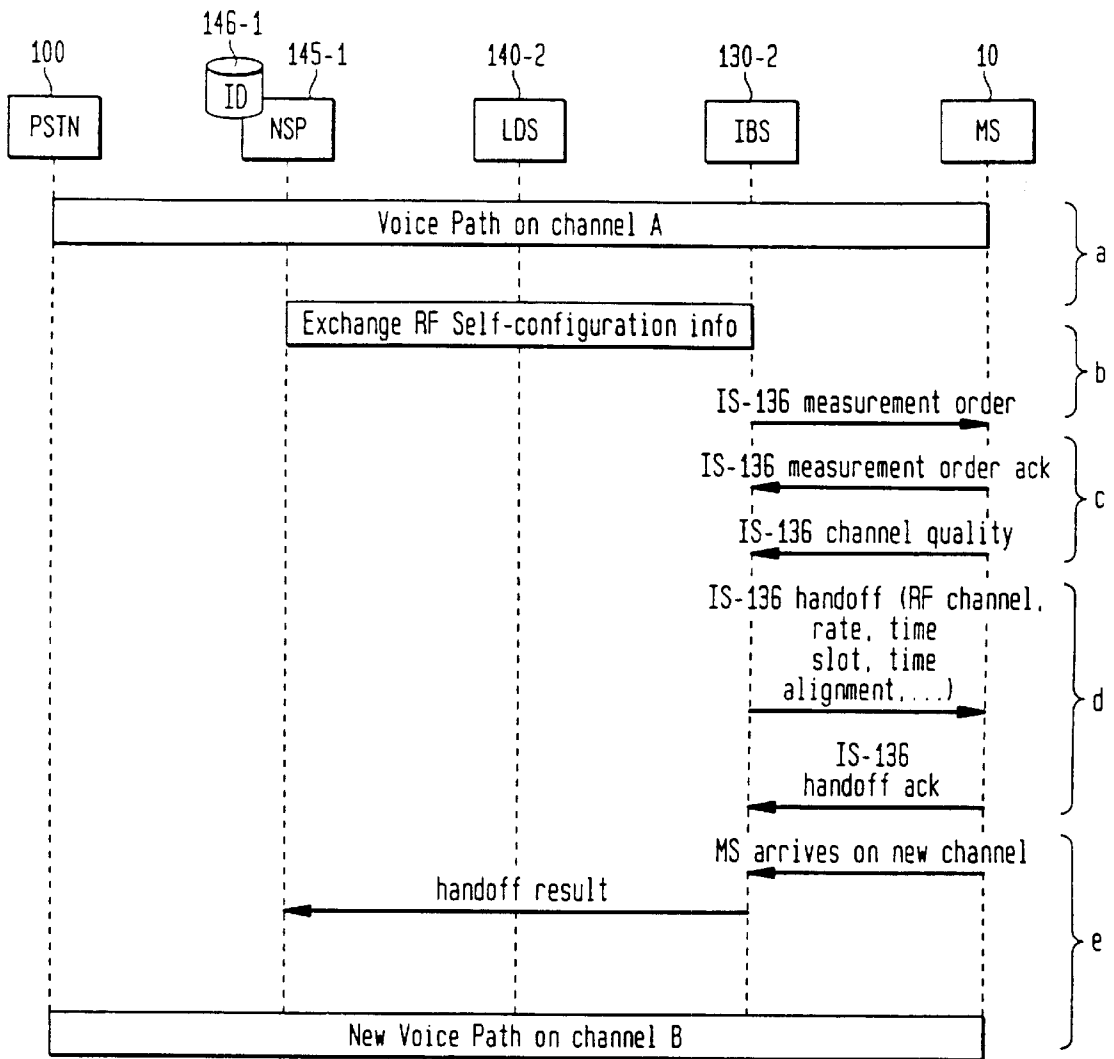 146-1
100
145-1
140-2
130-2
10
ID
PSTN
NSP
LDS
IBS
MS
Voice Path on channel A
a
Exchange RF Self-configuration info
b
IS-136 measurement order
IS-136 measurement order ack
c
IS-136 channel quality
IS-136 handoff (RF channel,
rate, time
slot, time
alignment,...)
d
IS-136
handoff ack
MS arrives on new channel
handoff result
e
New Voice Path on channel B